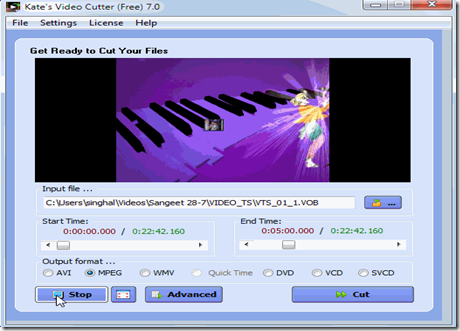 Kate's Video Cutter (Free) 7.0
File Settings License Help
Get Ready to Cut Your Files
Input file ...
C:\Users\singhal\Videos\Sangeet 28-7\VIDEO_TS\VTS_01_1.VOB
...
Start Time: End Time:
0:00:00.000 / 0:22:42.160 0:05:00.000 / 0:22:42.160
Output format ...
AVI MPEG WMV Quick Time DVD VCD SVCD
Stop Advanced Cut